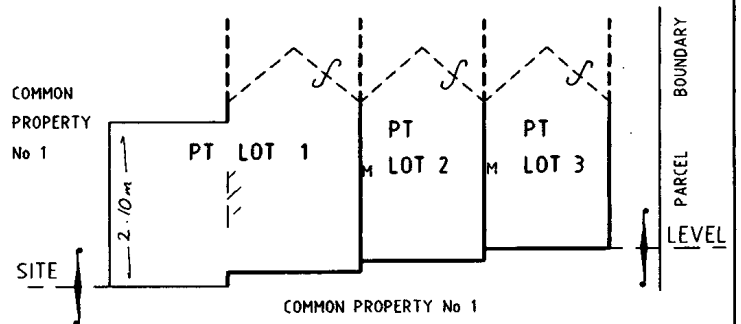 COMMON
PROPERTY
No 1
PT LOT 1
2.10m
PT
M LOT 2
PT
M LOT 3
PARCEL BOUNDARY
SITE
LEVEL
COMMON PROPERTY No 1